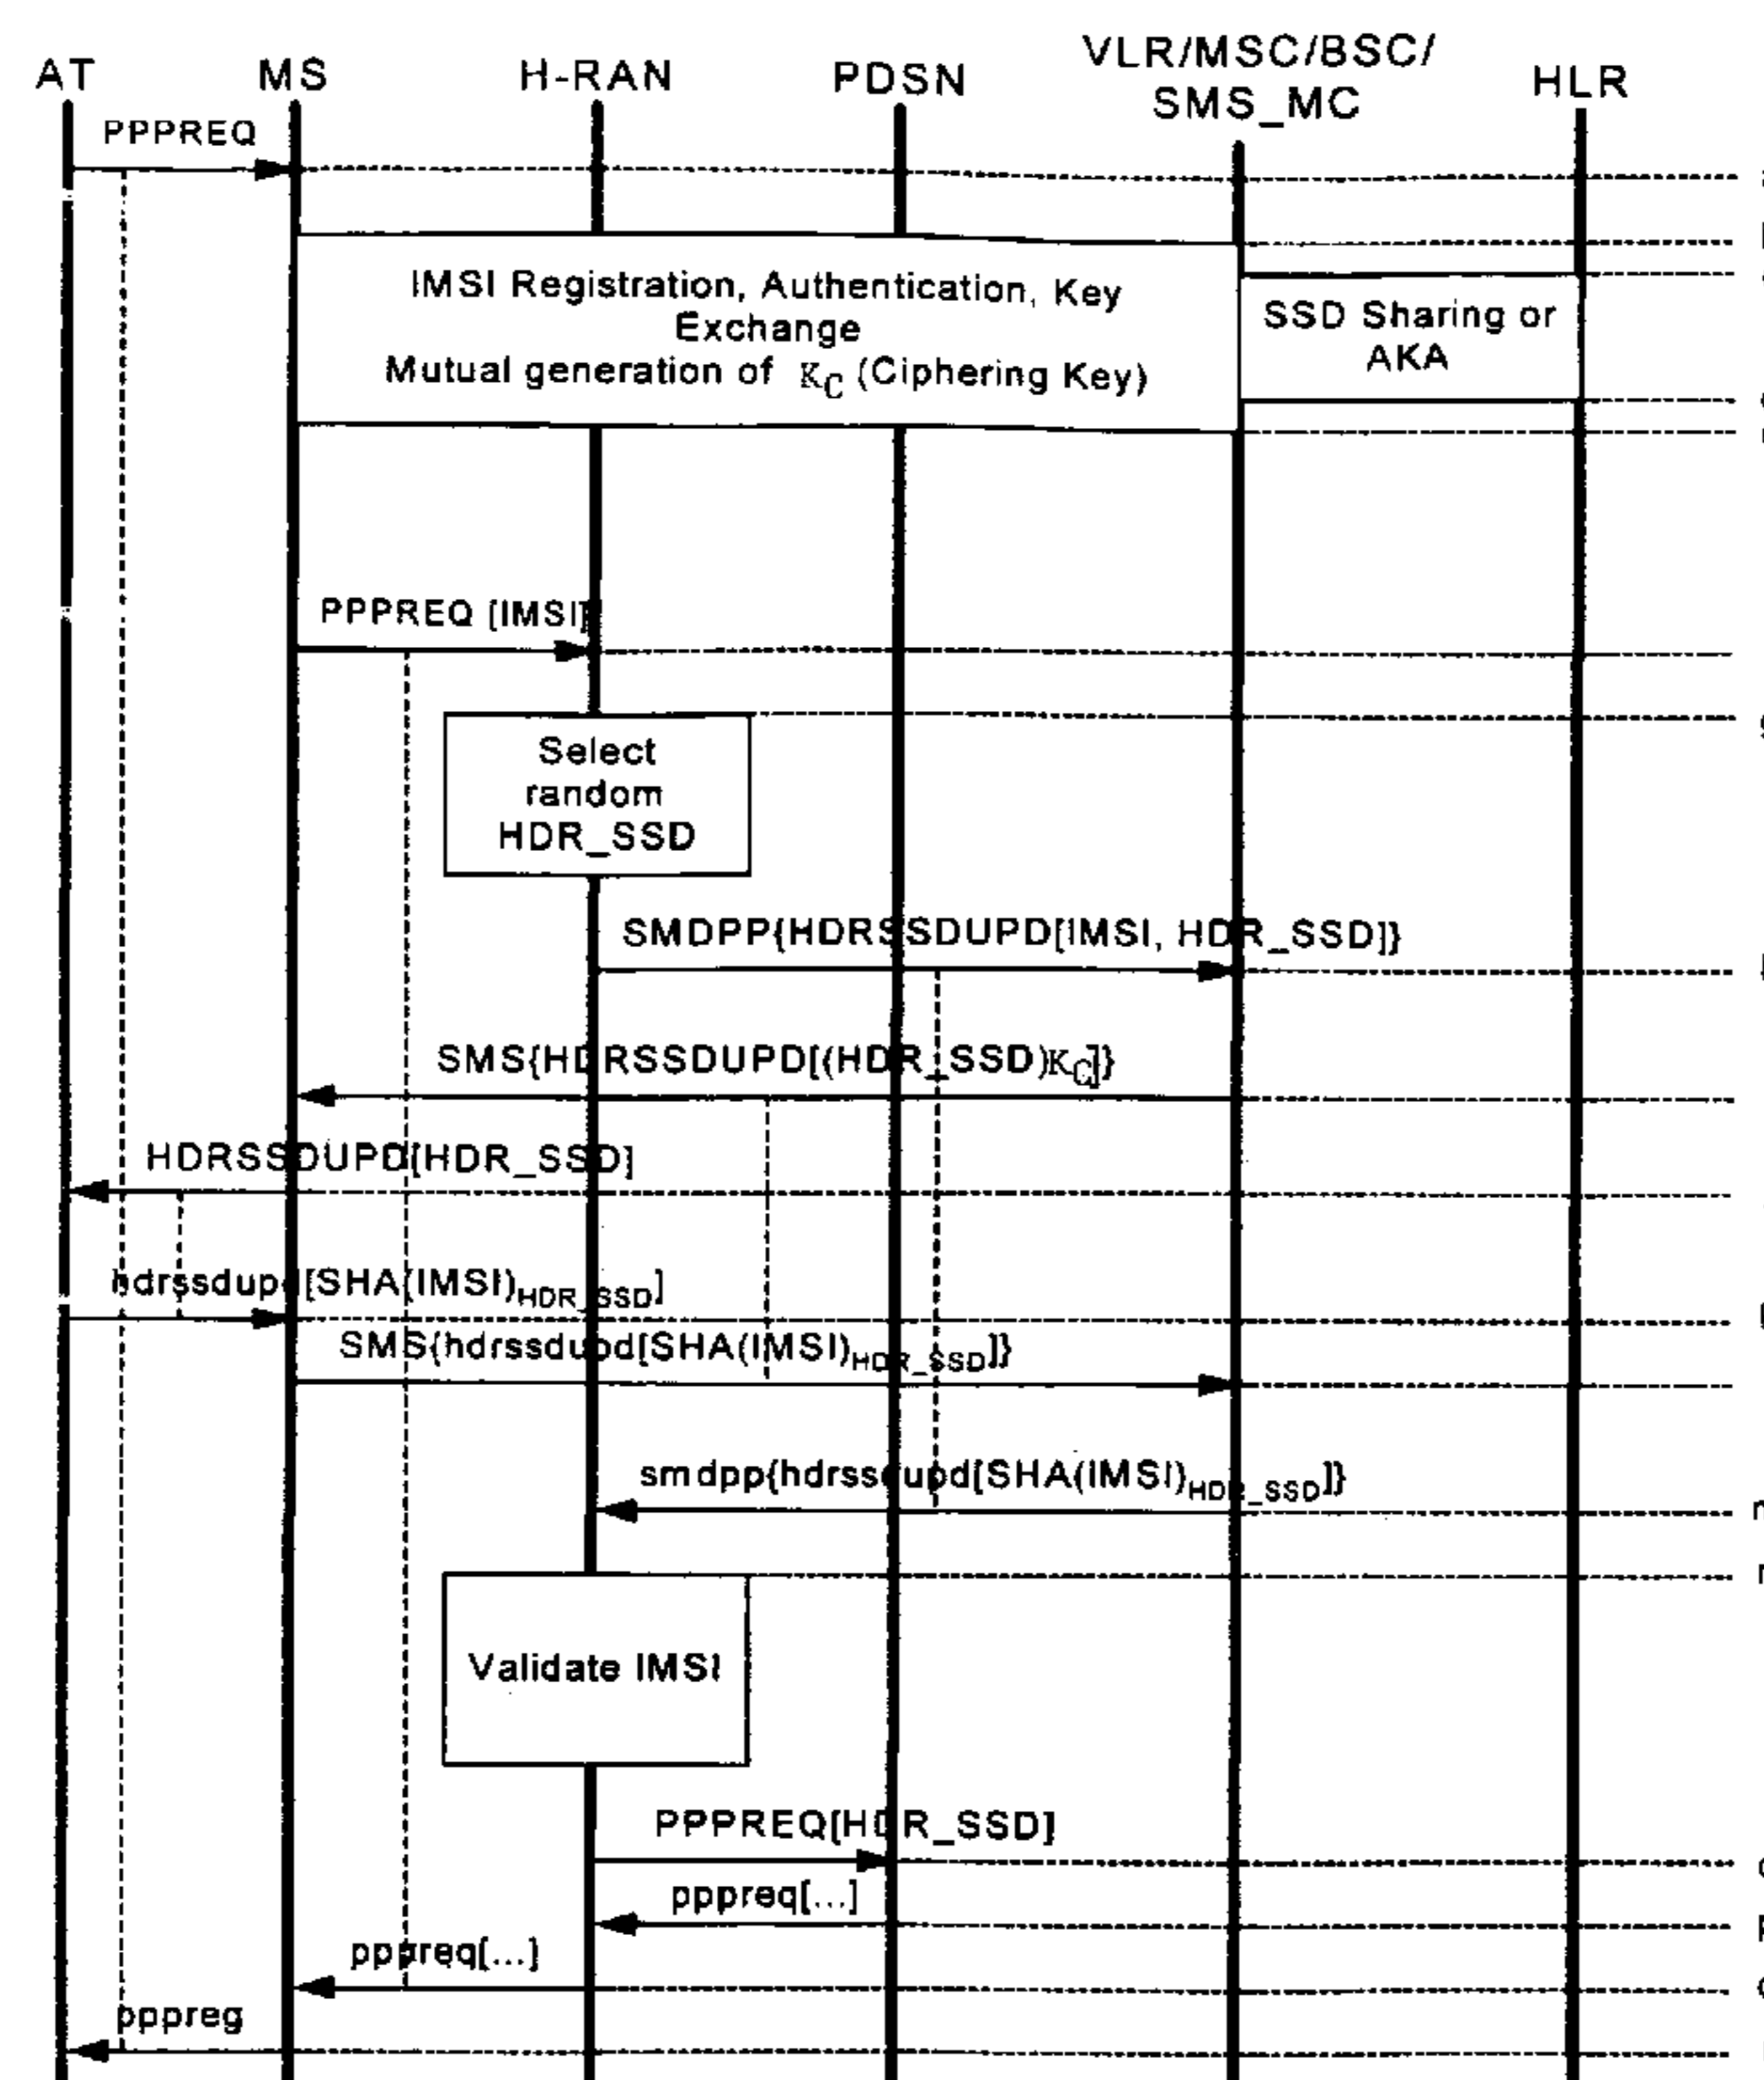 AT
MS
H-RAN
PDSN
VLR/MSC/BSC/
SMS_MC
HLR
PPPREQ
IMSI Registration, Authentication, Key
Exchange
Mutual generation of K_C (Ciphering Key)
SSD Sharing or
AKA
PPPREQ [IMSI]
Select
random
HDR_SSD
SMDPP{HDRSSDUPD[IMSI, HDR_SSD]}
SMS{HDRSSDUPD[(HDR_SSD)K_C]}
HDRSSDUPD[HDR_SSD]
hdrssdupd[SHA(IMSI)HDR_SSD]
SMS{hdrssdupd[SHA(IMSI)HDR_SSD]}
smdpp{hdrssdupd[SHA(IMSI)HDR_SSD]}
Validate IMSI
PPPREQ[HDR_SSD]
pppreq[...]
pppreq[...]
pppreg